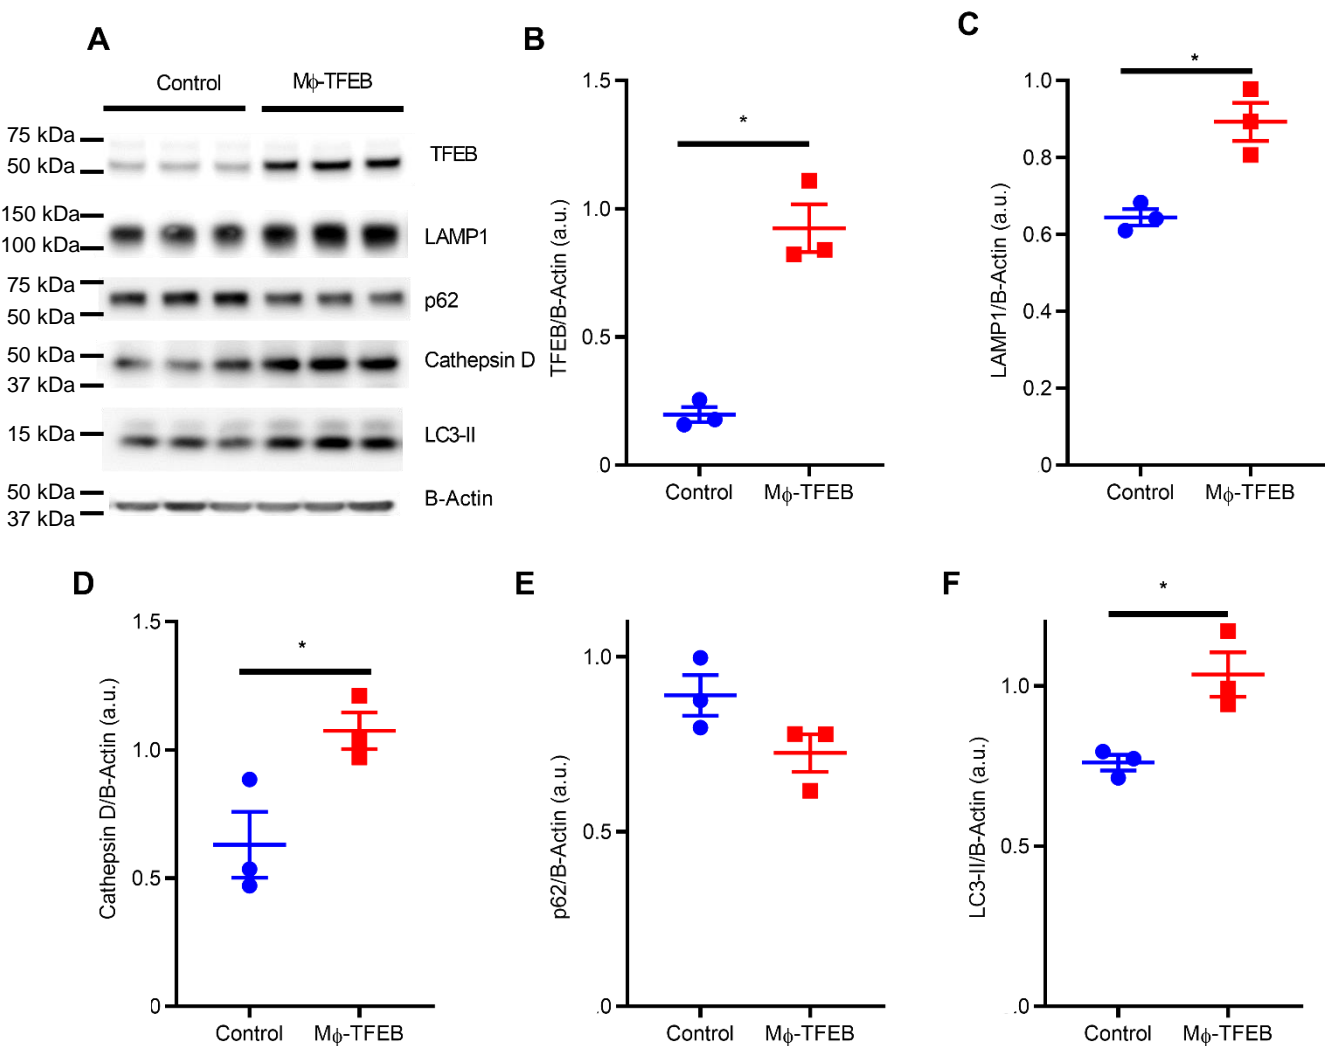 A
Control
Mϕ-TFEB
75 kDa
50 kDa
TFEB
150 kDa
100 kDa
LAMP1
75 kDa
50 kDa
p62
50 kDa
37 kDa
Cathepsin D
15 kDa
LC3-II
50 kDa
37 kDa
B-Actin
B
TFEB/B-Actin (a.u.)
1.5
1.0
0.5
0
*
Control
Mϕ-TFEB
C
LAMP1/B-Actin (a.u.)
1.0
0.8
0.6
0.4
0.2
0
*
Control
Mϕ-TFEB
D
Cathepsin D/B-Actin (a.u.)
1.5
1.0
0.5
0
*
Control
Mϕ-TFEB
E
p62/B-Actin (a.u.)
1.0
0.5
.0
Control
Mϕ-TFEB
F
LC3-II/B-Actin (a.u.)
1.0
0.5
.0
*
Control
Mϕ-TFEB